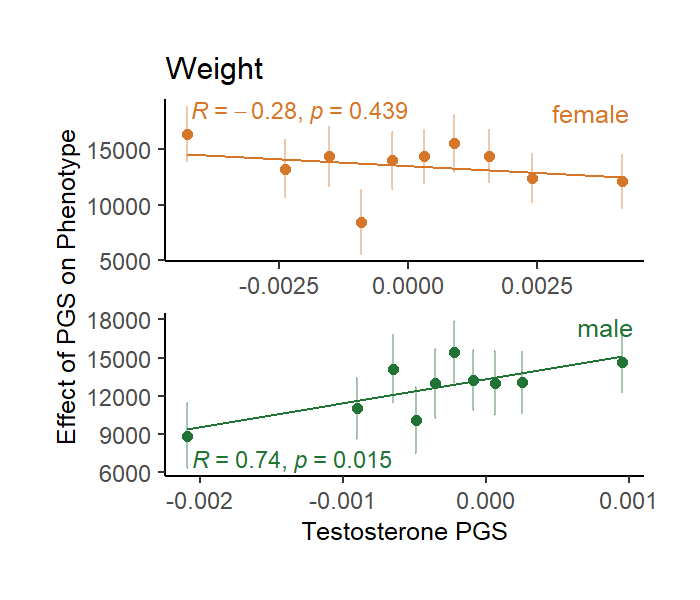 Weight
R = −0.28, p = 0.439
female
15000
10000
5000
-0.0025
0.0000
0.0025
Effect of PGS on Phenotype
18000
male
15000
12000
9000
6000
R = 0.74, p = 0.015
-0.002
-0.001
0.000
0.001
Testosterone PGS